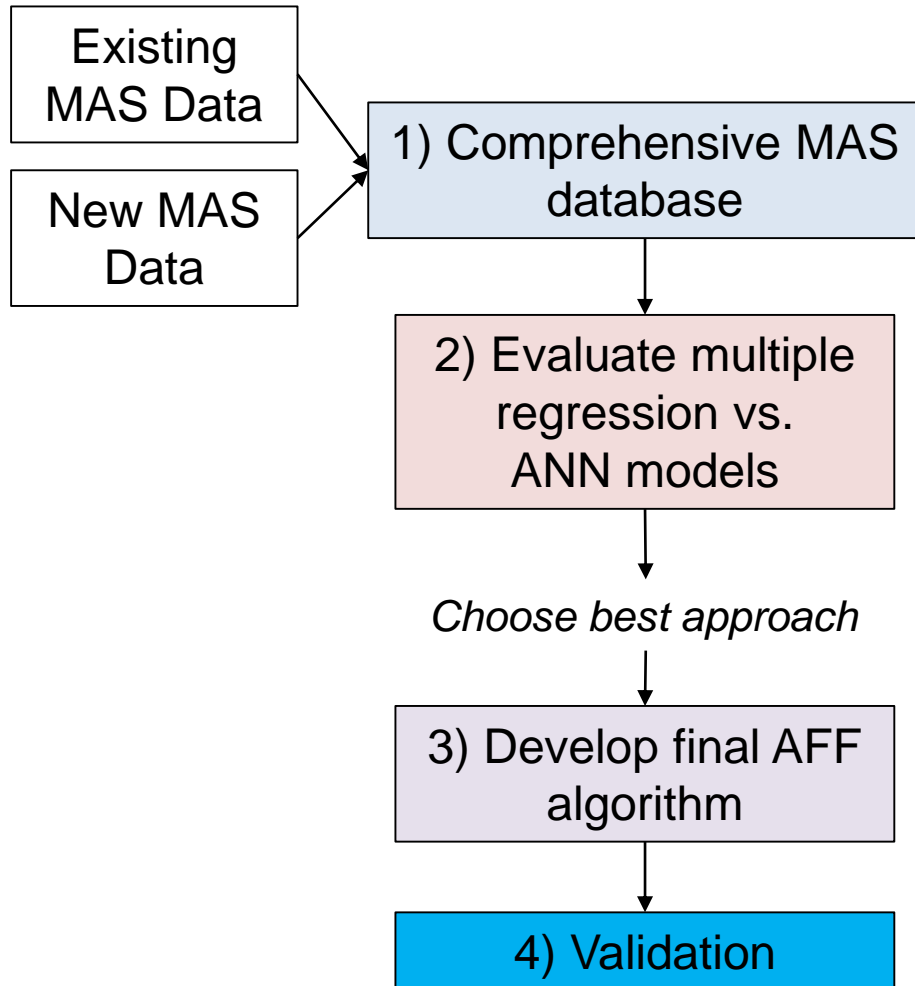 Existing
MAS Data
New MAS
Data
1) Comprehensive MAS
database
2) Evaluate multiple
regression vs.
ANN models
Choose best approach
3) Develop final AFF
algorithm
4) Validation